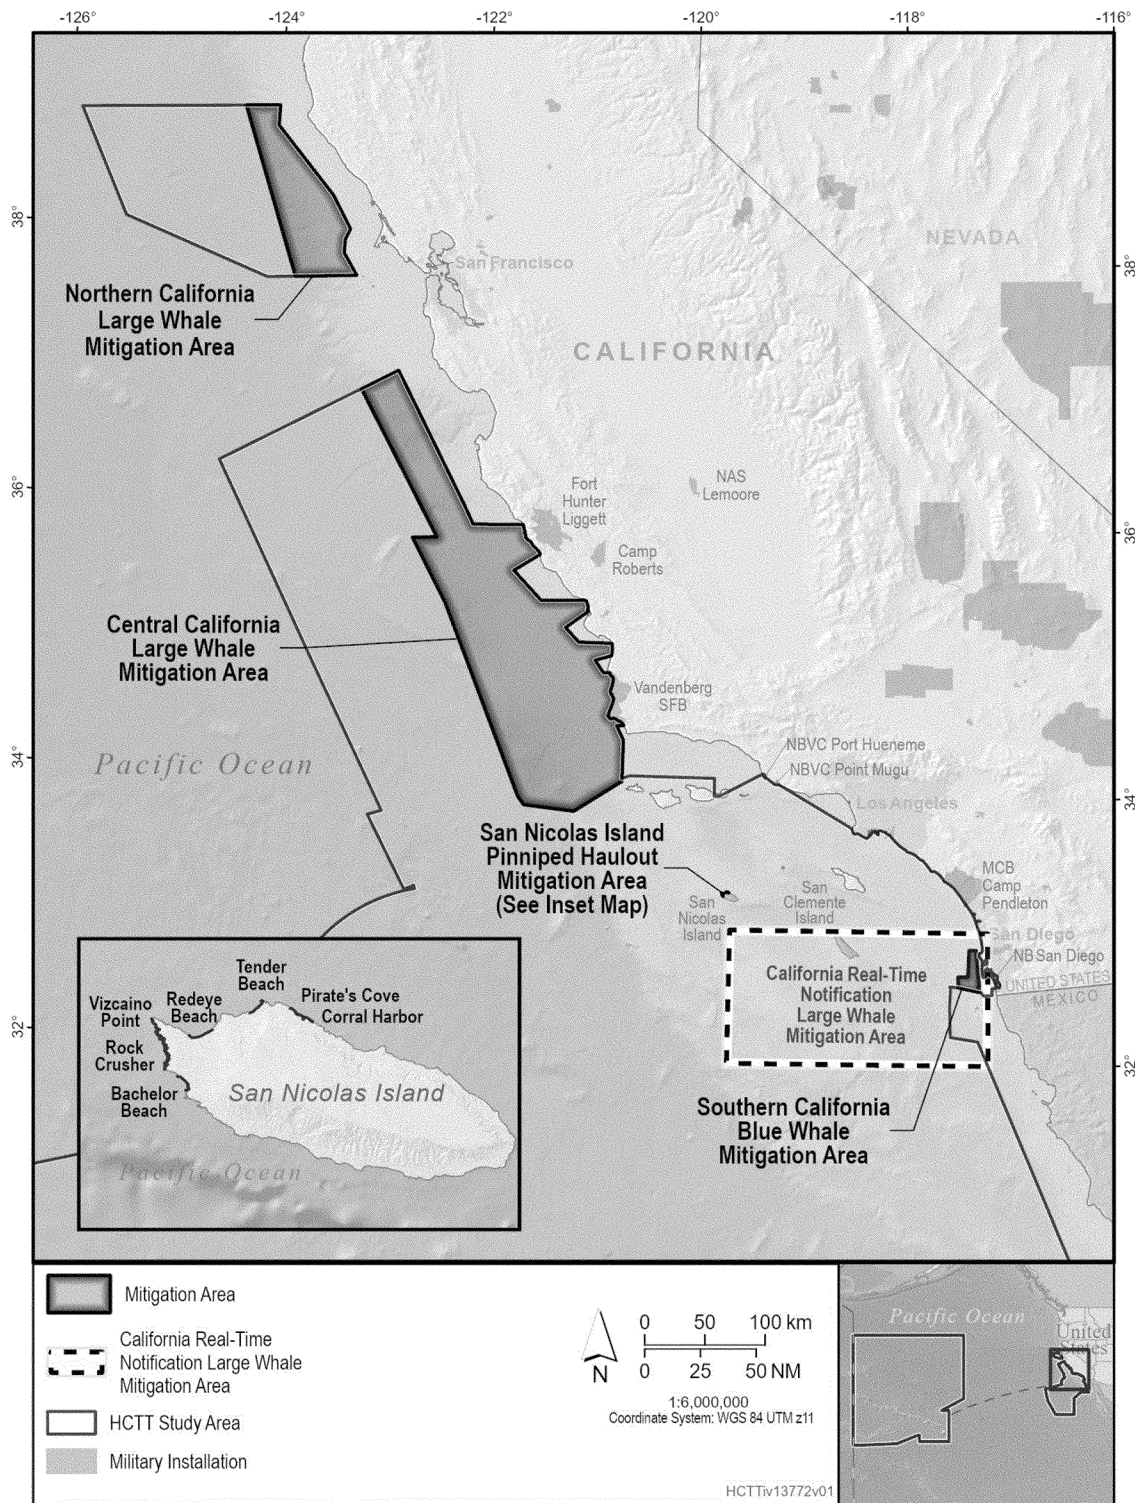 -126°
-124°
-122°
-120°
-118°
-116°
38°
38°
NEVADA
San Francisco
Northern California
Large Whale
Mitigation Area
CALIFORNIA
36°
36°
NAS
Lemoore
Fort
Hunter
Liggett
Camp
Roberts
Central California
Large Whale
Mitigation Area
Vandenberg
SFB
34°
34°
Pacific Ocean
NBVC Port Hueneme
NBVC Point Mugu
Los Angeles
San Nicolas Island
Pinniped Haulout
Mitigation Area
(See Inset Map)
MCB
Camp
Pendleton
San
Clemente
Island
San
Nicolas
Island
San Diego
NB San Diego
UNITED STATES
MEXICO
California Real-Time
Notification
Large Whale
Mitigation Area
32°
32°
Southern California
Blue Whale
Mitigation Area
Tender
Beach
Vizcaino
Point
Redeye
Beach
Pirate's Cove
Corral Harbor
Rock
Crusher
Bachelor
Beach
San Nicolas Island
Pacific Ocean
Mitigation Area
California Real-Time
Notification Large Whale
Mitigation Area
HCTT Study Area
Military Installation
N
0 50 100 km
0 25 50 NM
1:6,000,000
Coordinate System: WGS 84 UTM z11
Pacific Ocean
United
States
HCTTiv13772v01